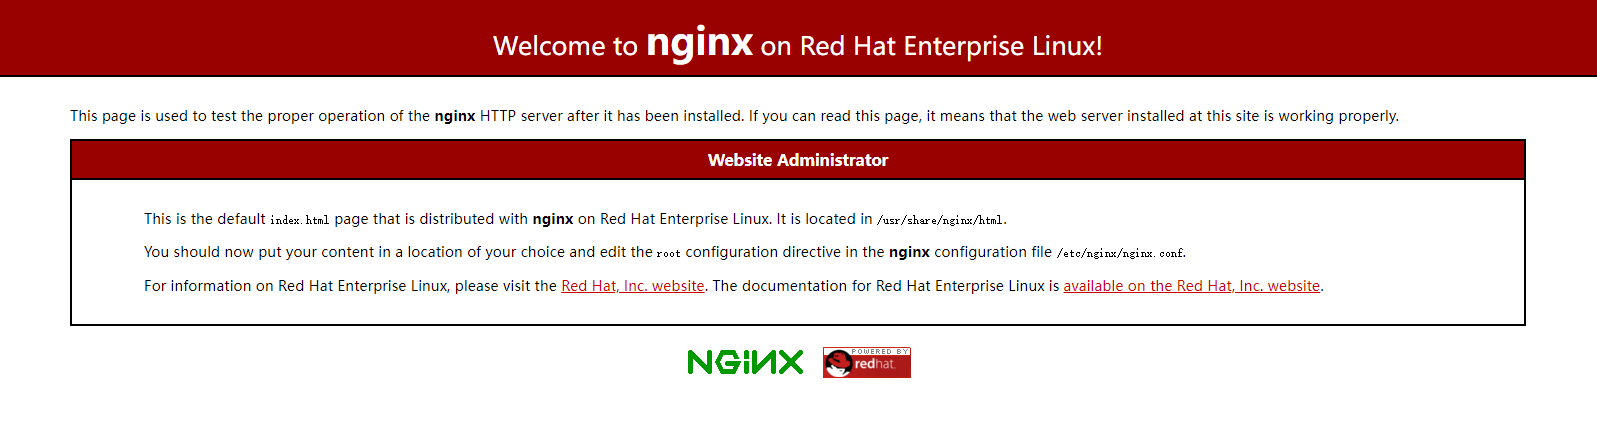 Welcome to nginx on Red Hat Enterprise Linux!
This page is used to test the proper operation of the nginx HTTP server after it has been installed. If you can read this page, it means that the web server installed at this site is working properly.
Website Administrator
This is the default index.html page that is distributed with nginx on Red Hat Enterprise Linux. It is located in /usr/share/nginx/html.
You should now put your content in a location of your choice and edit the root configuration directive in the nginx configuration file /etc/nginx/nginx.conf.
For information on Red Hat Enterprise Linux, please visit the Red Hat, Inc. website. The documentation for Red Hat Enterprise Linux is available on the Red Hat, Inc. website.
NGiNX
POWERED BY
redhat.